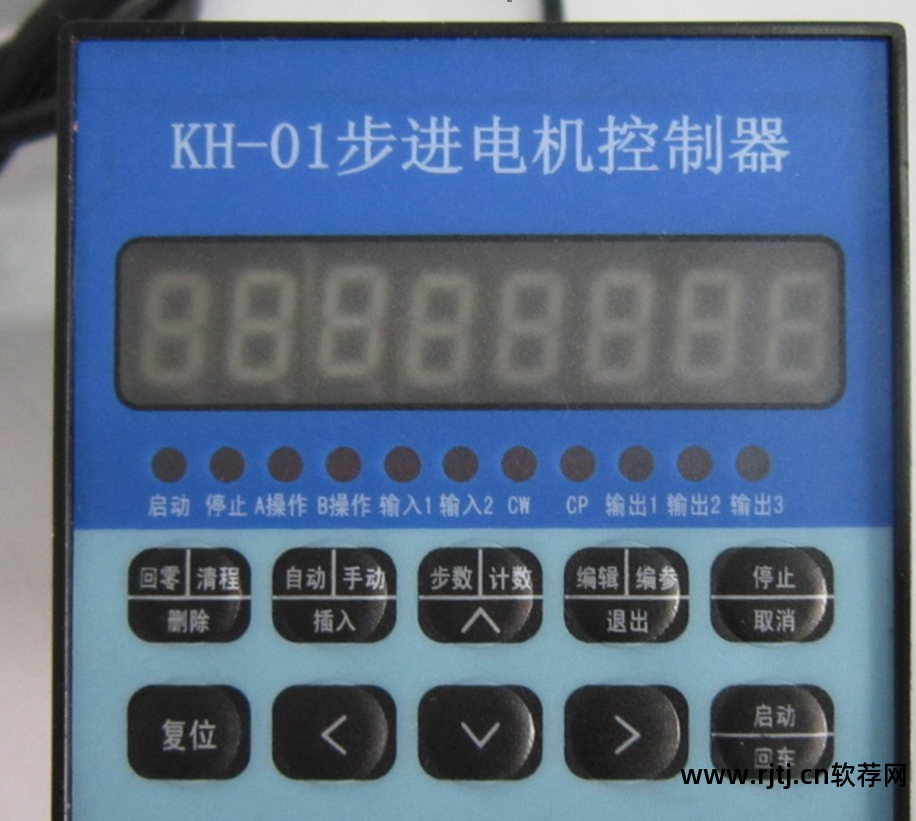 KH-01步进电机控制器
启动 停止 A操作 B操作 输入1 输入2 CW CP 输出1 输出2 输出3
回零 清程 自动 手动 步数 计数 编辑 编参 停止
删除 插入 ∧ 退出 取消
复位 < ∨ > 启动
回车
www.rjtj.cn软荐网